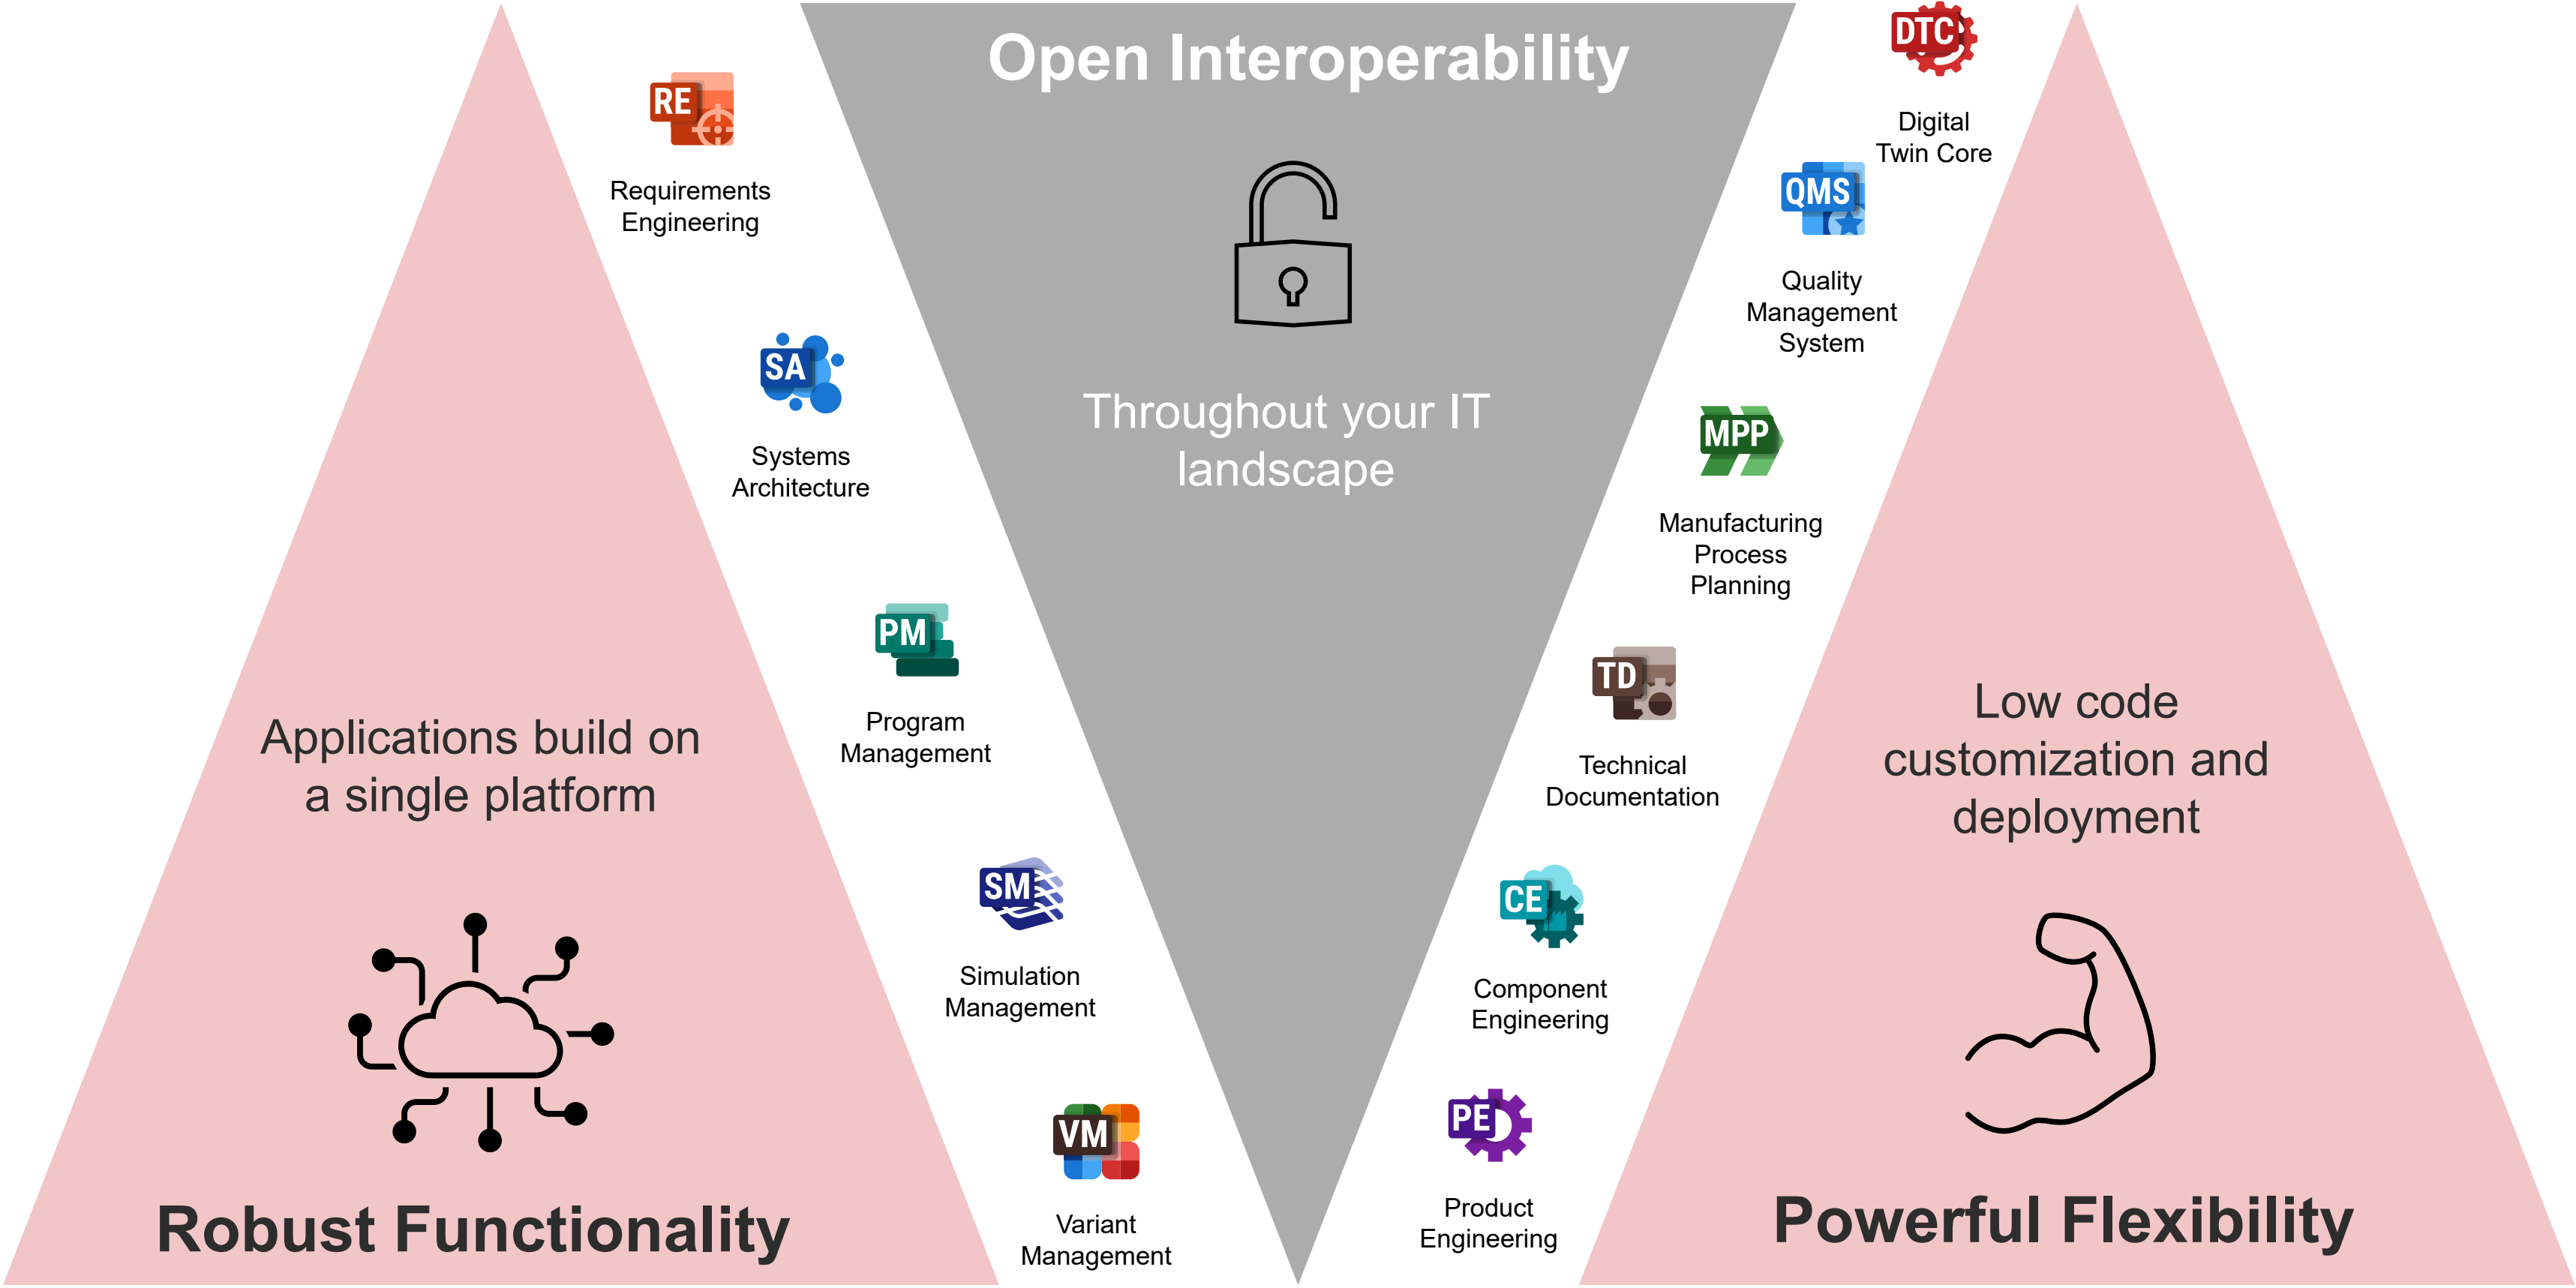 Open Interoperability
Throughout your IT
landscape
RE
Requirements
Engineering
SA
Systems
Architecture
PM
Program
Management
SM
Simulation
Management
VM
Variant
Management
DTC
Digital
Twin Core
QMS
Quality
Management
System
MPP
Manufacturing
Process
Planning
TD
Technical
Documentation
CE
Component
Engineering
PE
Product
Engineering
Applications build on
a single platform
Robust Functionality
Low code
customization and
deployment
Powerful Flexibility